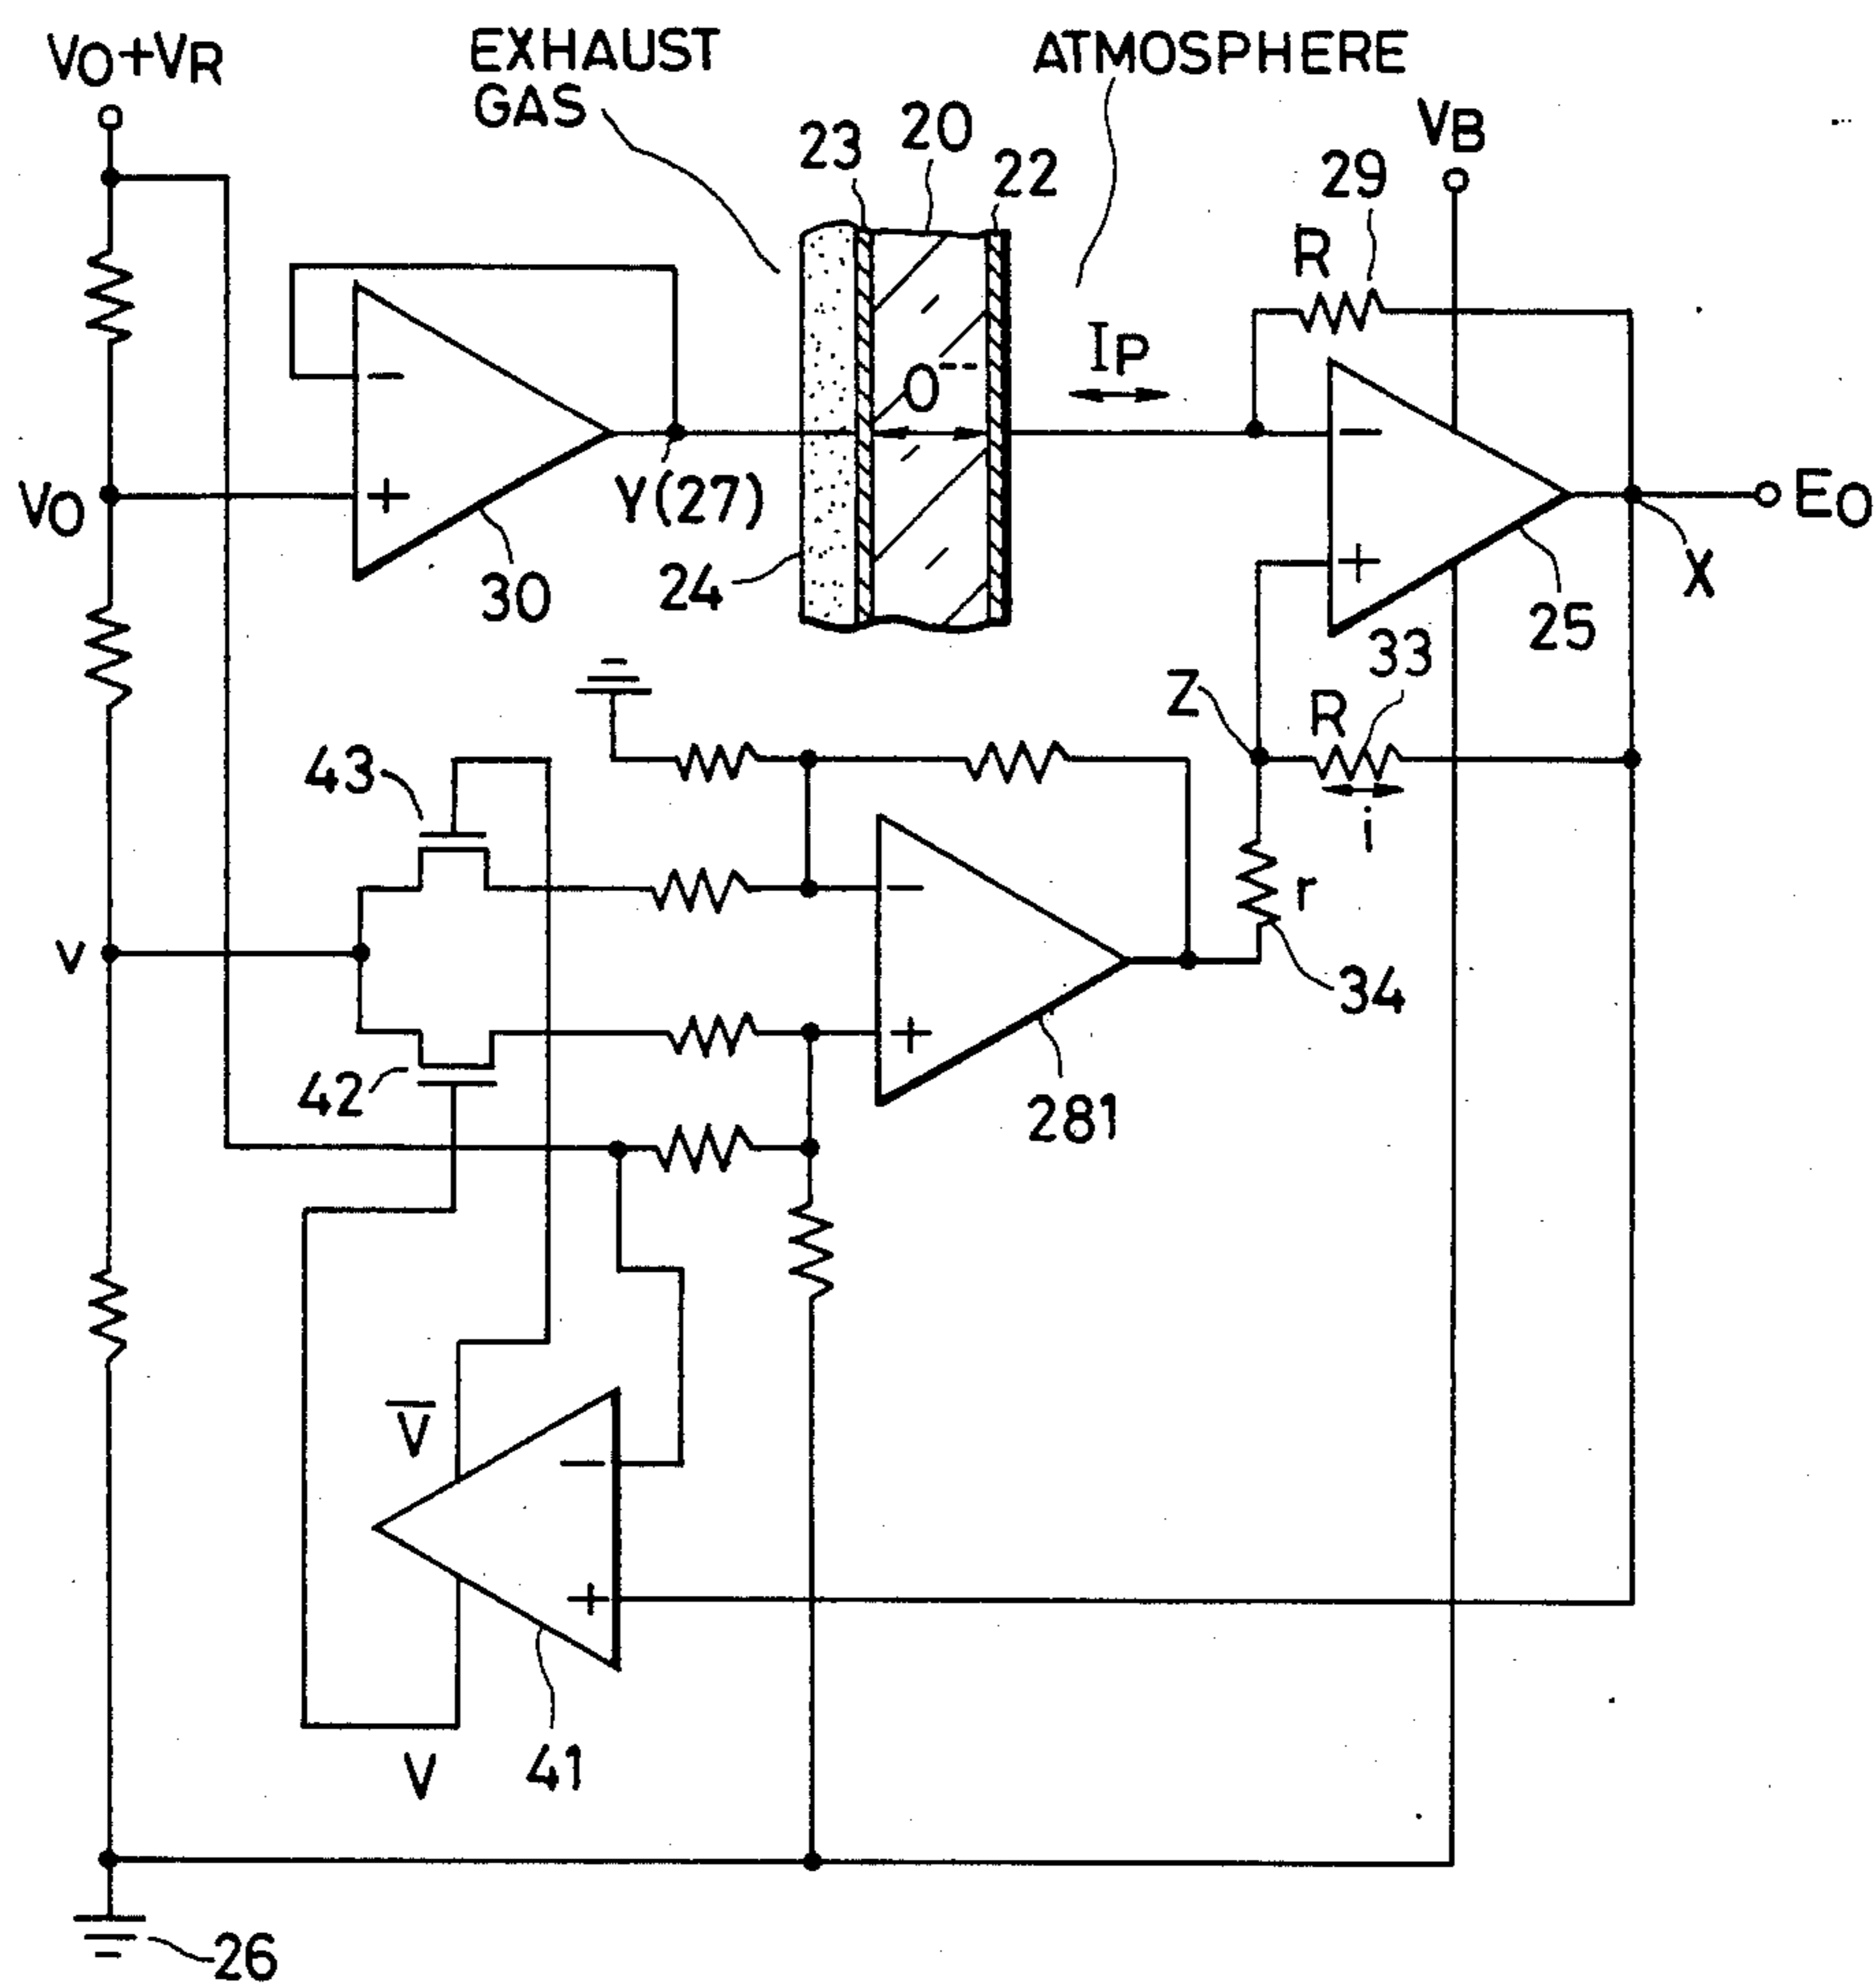 VO+VR
EXHAUST
GAS
ATMOSPHERE
23
20
22
VB
29
R
IP
O--
−
+
VO
Y(27)
30
24
−
+
EO
X
25
33
Z
R
i
43
r
34
−
+
v
42
281
V̅
−
+
V
41
26